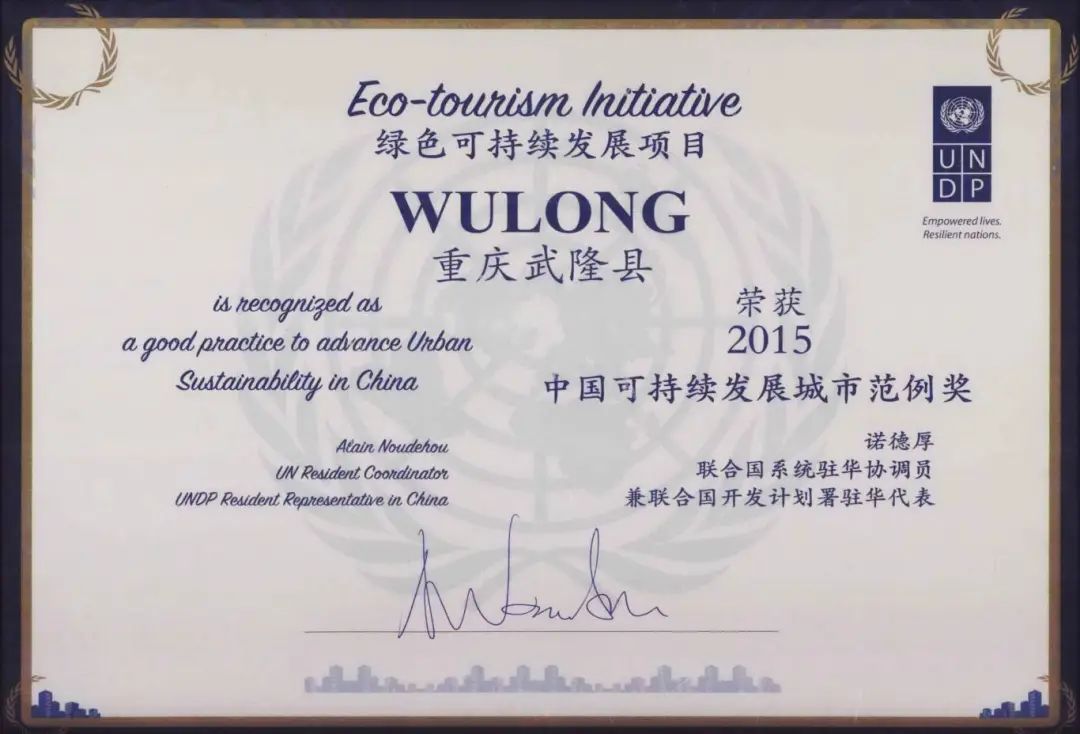 Eco-tourism Initiative
绿色可持续发展项目
WULONG
重庆武隆县
is recognized as
a good practice to advance Urban
Sustainability in China
荣获
2015
中国可持续发展城市范例奖
Alain Noudehou
UN Resident Coordinator
UNDP Resident Representative in China
诺德厚
联合国系统驻华协调员
兼联合国开发计划署驻华代表
UN
DP
Empowered lives.
Resilient nations.